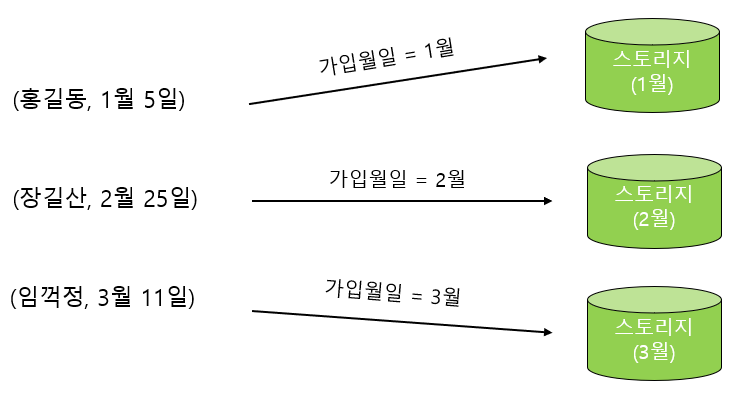 가입월일 = 1월
스토리지
(1월)
(홍길동, 1월 5일)
가입월일 = 2월
스토리지
(2월)
(장길산, 2월 25일)
가입월일 = 3월
스토리지
(3월)
(임꺽정, 3월 11일)